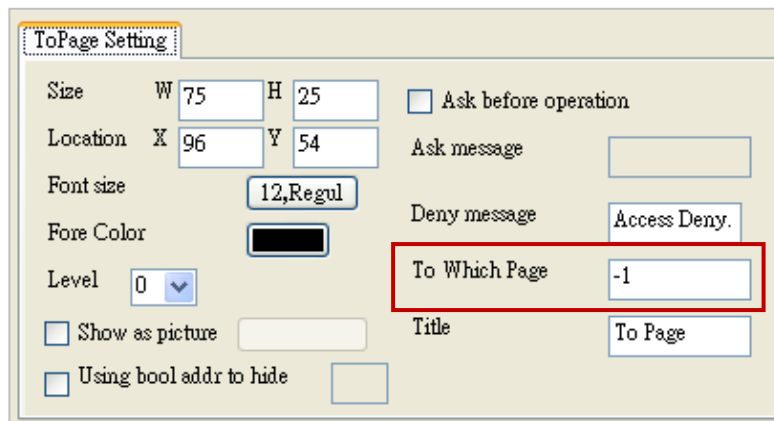 ToPage Setting
Size W 75 H 25
Location X 96 Y 54
Font size 12,Regul
Fore Color
Level 0
Show as picture
Using bool addr to hide
Ask before operation
Ask message
Deny message Access Deny.
To Which Page -1
Title To Page